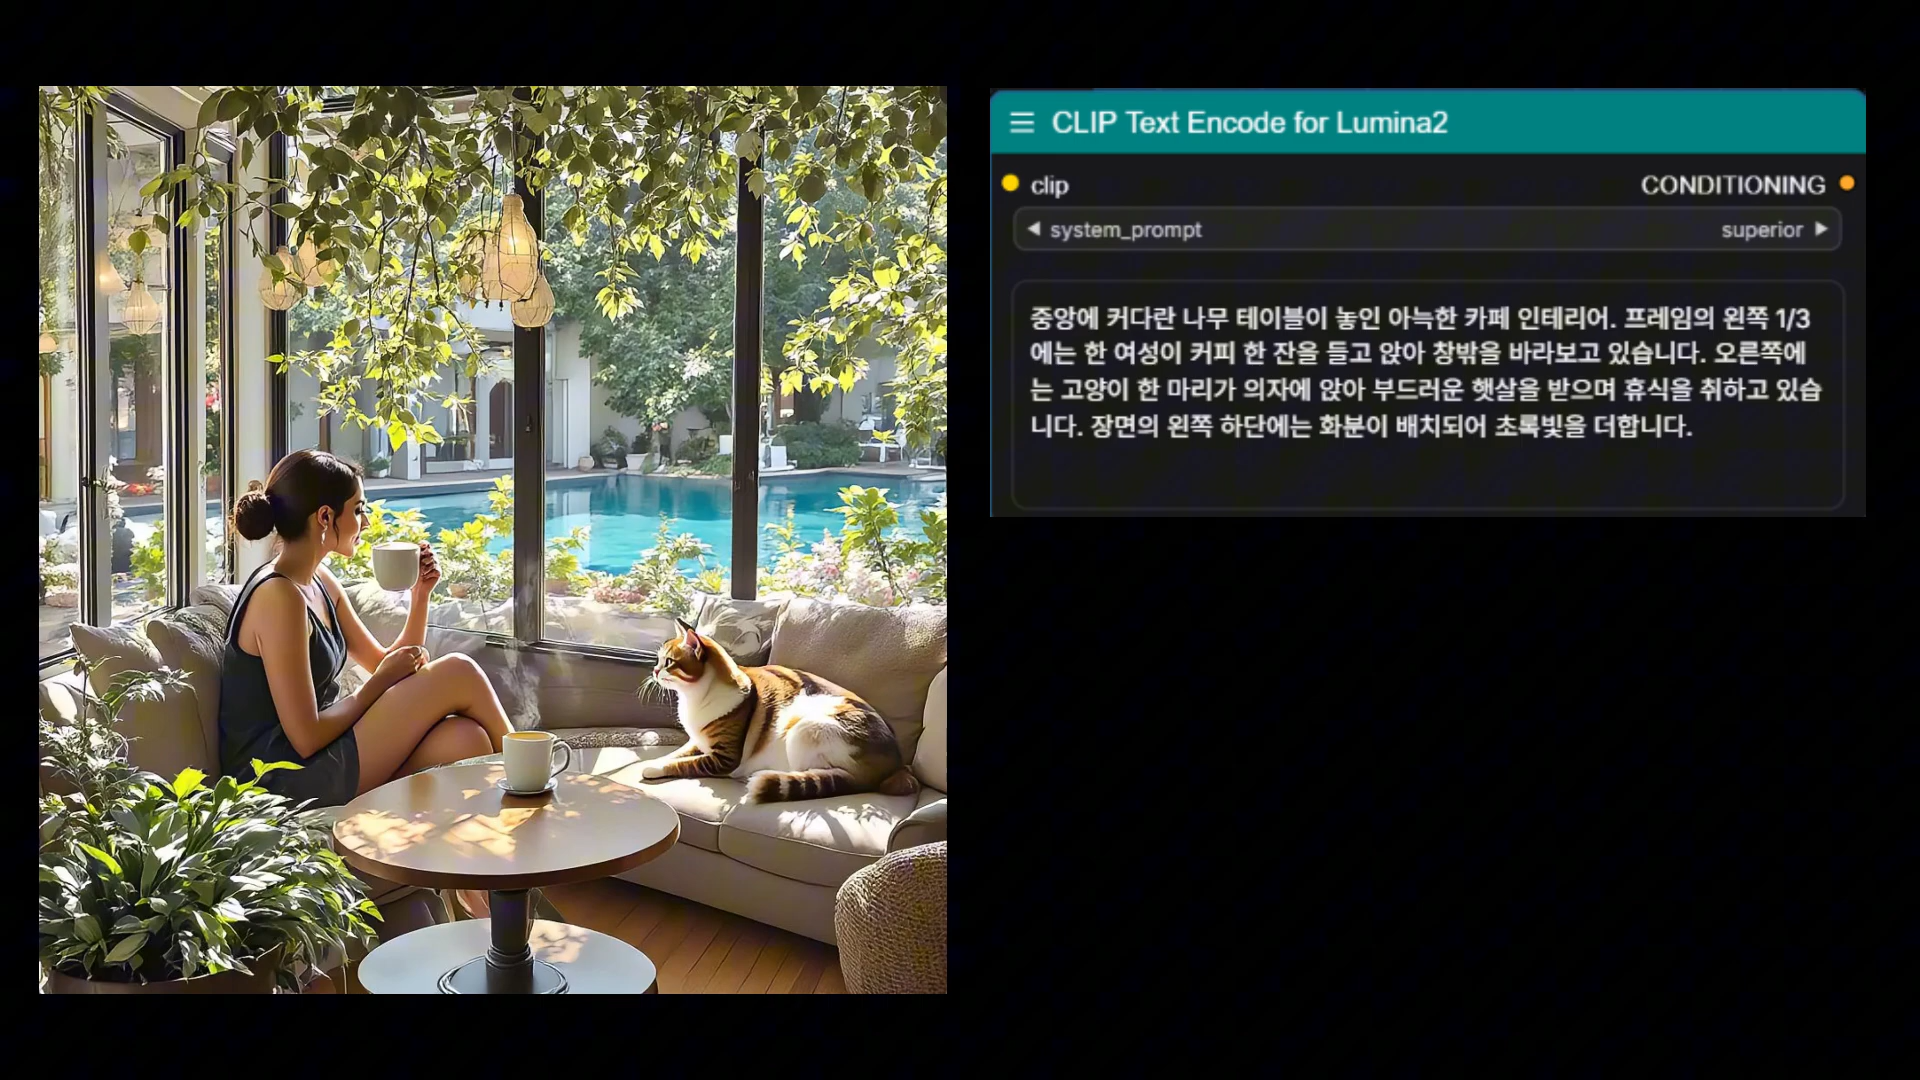 CLIP Text Encode for Lumina2
clip
CONDITIONING
system_prompt
superior
중앙에 커다란 나무 테이블이 놓인 아늑한 카페 인테리어. 프레임의 왼쪽 1/3
에는 한 여성이 커피 한 잔을 들고 앉아 창밖을 바라보고 있습니다. 오른쪽에
는 고양이 한 마리가 의자에 앉아 부드러운 햇살을 받으며 휴식을 취하고 있습
니다. 장면의 왼쪽 하단에는 화분이 배치되어 초록빛을 더합니다.